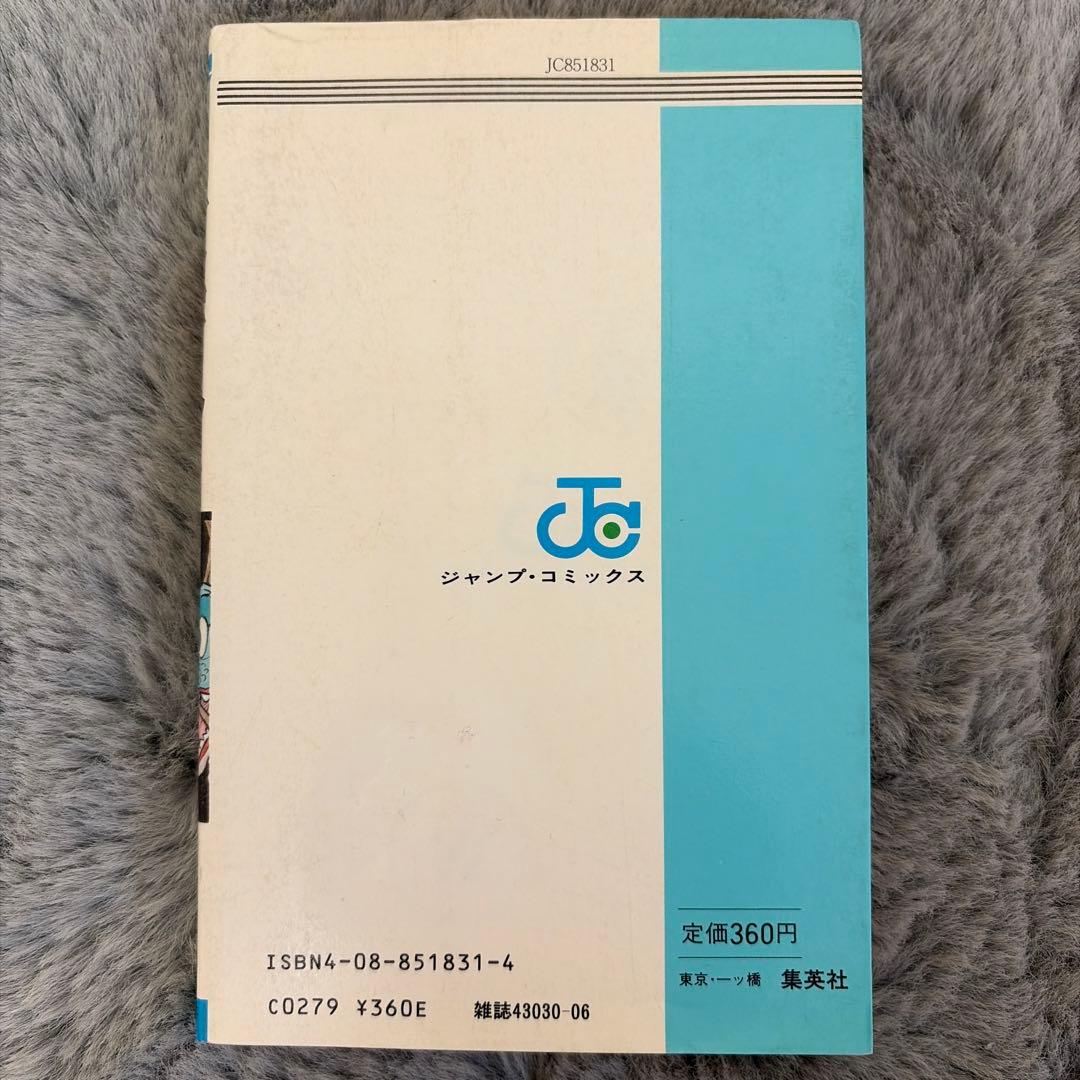 JC851831
JC
ジャンプ・コミックス
定価360円
東京・一ッ橋 集英社
ISBN4-08-851831-4
C0279 ¥360E 雑誌43030-06